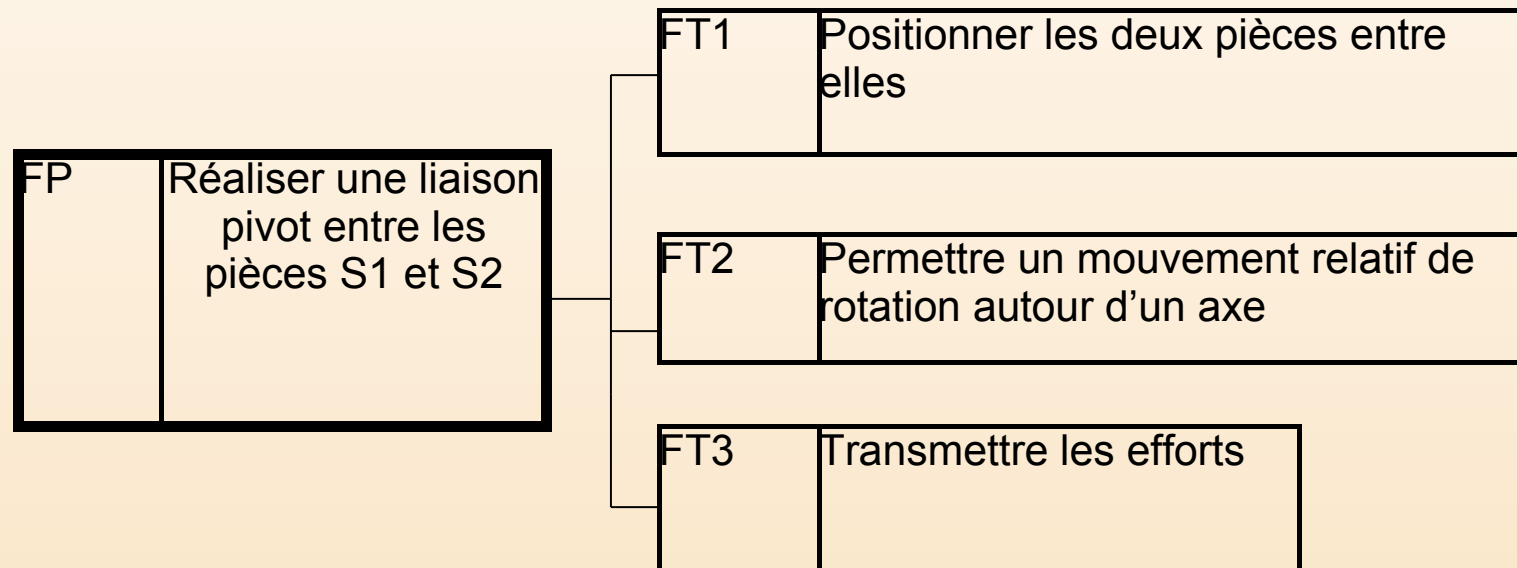 FT1
Positionner les deux pièces entre
elles
FP
Réaliser une liaison
pivot entre les
pièces S1 et S2
FT2
Permettre un mouvement relatif de
rotation autour d’un axe
FT3
Transmettre les efforts